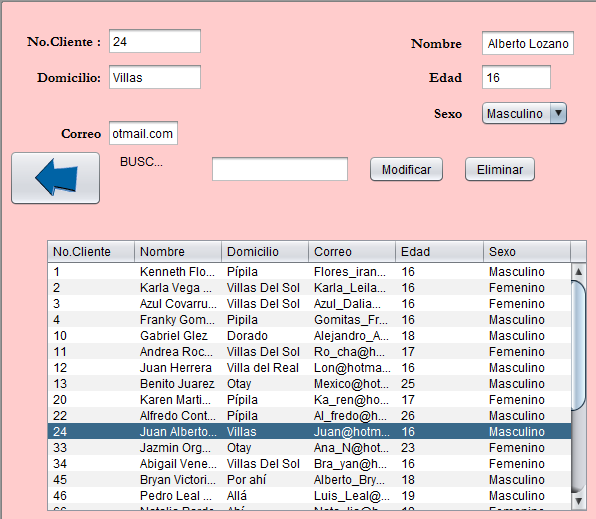 No.Cliente : 24 Nombre Alberto Lozano
Domicilio: Villas Edad 16
Sexo Masculino
Correo otmail.com
BUSC... Modificar Eliminar
No.Cliente Nombre Domicilio Correo Edad Sexo
1 Kenneth Flo... Pípila Flores_iran... 16 Masculino
2 Karla Vega ... Villas Del Sol Karla_Leila... 16 Femenino
3 Azul Covarru... Villas Del Sol Azul_Dalia... 16 Femenino
4 Franky Gom... Pipila Gomitas_Fr... 16 Femenino
10 Gabriel Glez Dorado Alejandro_A... 18 Masculino
11 Andrea Roc... Villas Del Sol Ro_cha@h... 17 Femenino
12 Juan Herrera Villa del Real Lon@hotma... 16 Masculino
13 Benito Juarez Otay Mexico@hot... 25 Masculino
20 Karen Marti... Pípila Ka_ren@ho... 17 Femenino
22 Alfredo Cont... Pípila Al_fredo@h... 26 Masculino
24 Juan Alberto... Villas Juan@hotm... 16 Masculino
33 Jazmin Org... Otay Ana_N@hot... 23 Femenino
34 Abigail Vene... Villas Del Sol Bra_yan@h... 16 Femenino
45 Bryan Victori... Por ahí Alberto_Bry... 18 Masculino
46 Pedro Leal ... Allá Luis_Leal@... 19 Masculino